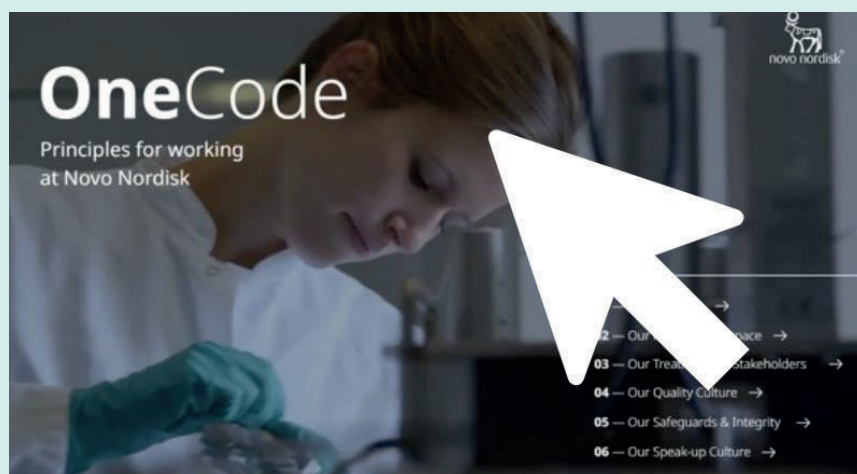 novo nordisk®
OneCode
Principles for working
at Novo Nordisk
— Our
03 — Our Stakeholders
04 — Our Quality Culture
05 — Our Safeguards & Integrity
06 — Our Speak-up Culture